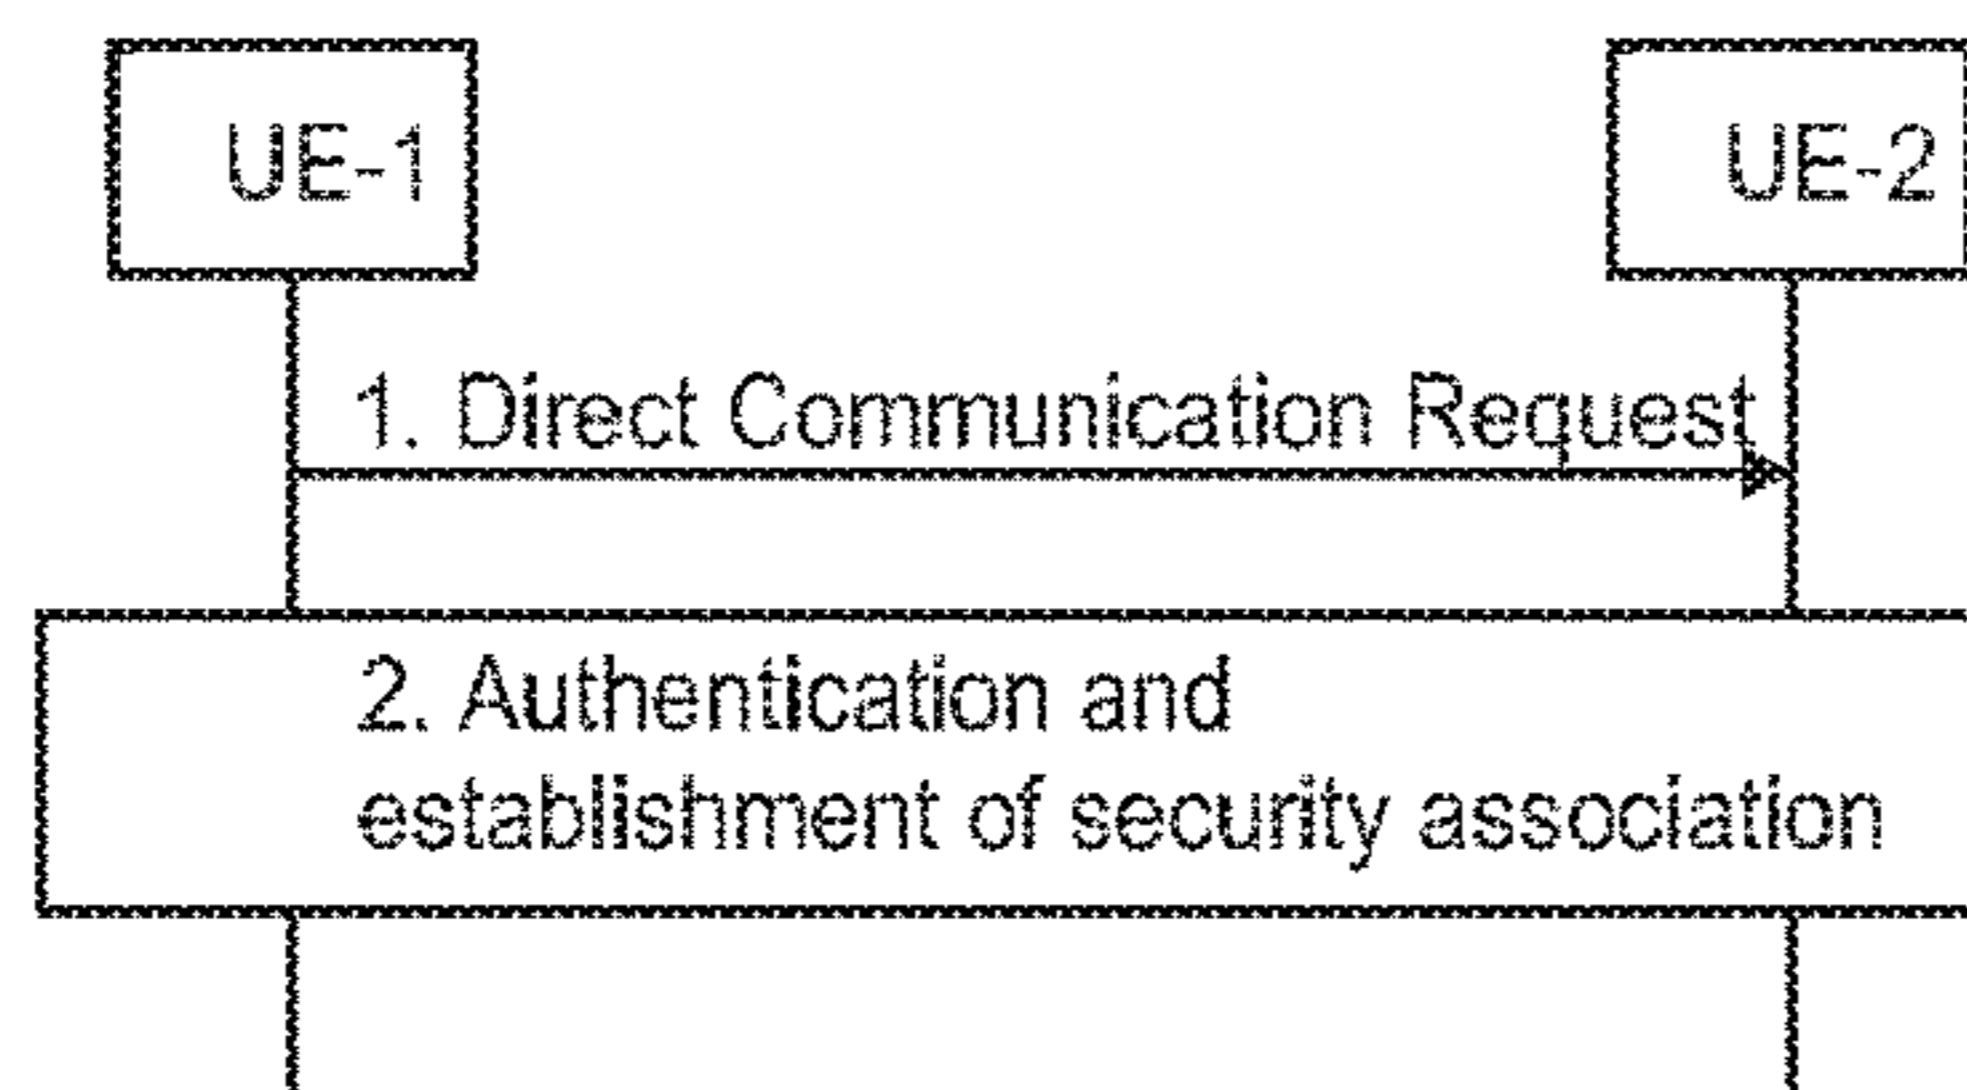 UE-1
UE-2
1. Direct Communication Request
2. Authentication and
establishment of security association